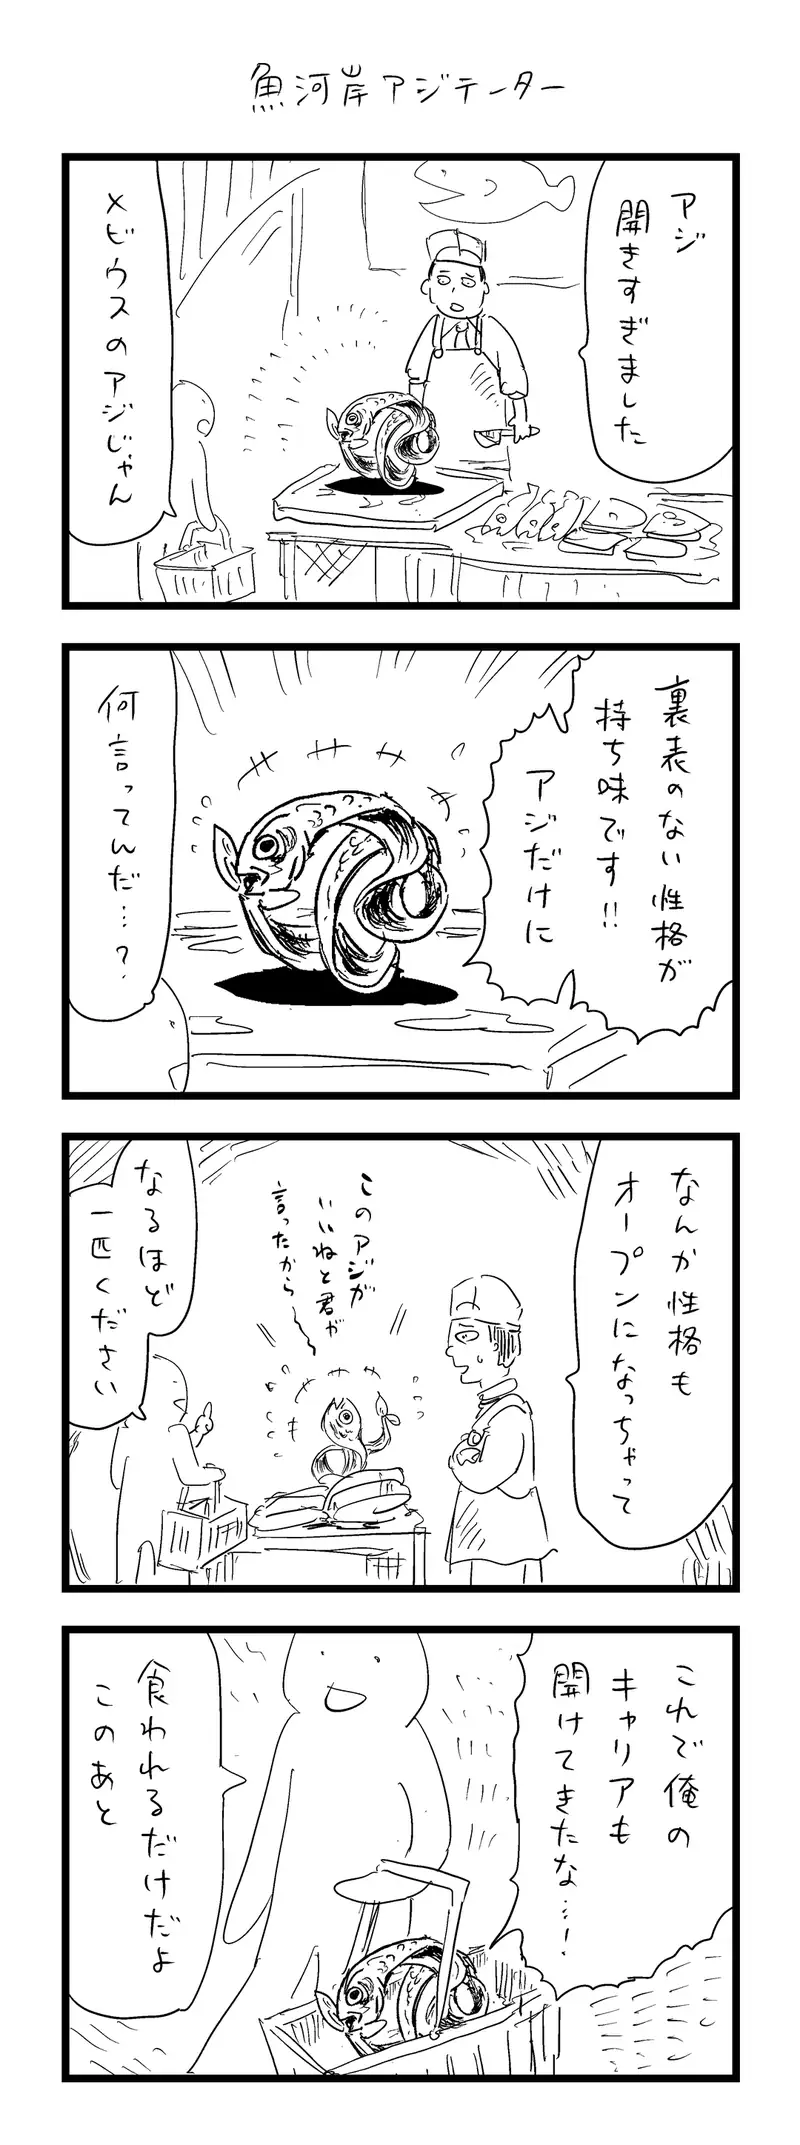 魚河岸アジテーター
アジ
開きすぎました
メビウスのアジじゃん
裏表のない性格が
持ち味です!!
アジだけに
何言ってんだ…?
なんか性格も
オープンになっちゃって
このアジが
いいねと君が
言ったから
なるほど
一匹ください
これで俺の
キャリアも
開けてきたな…!
食われるだけだよ
このあと